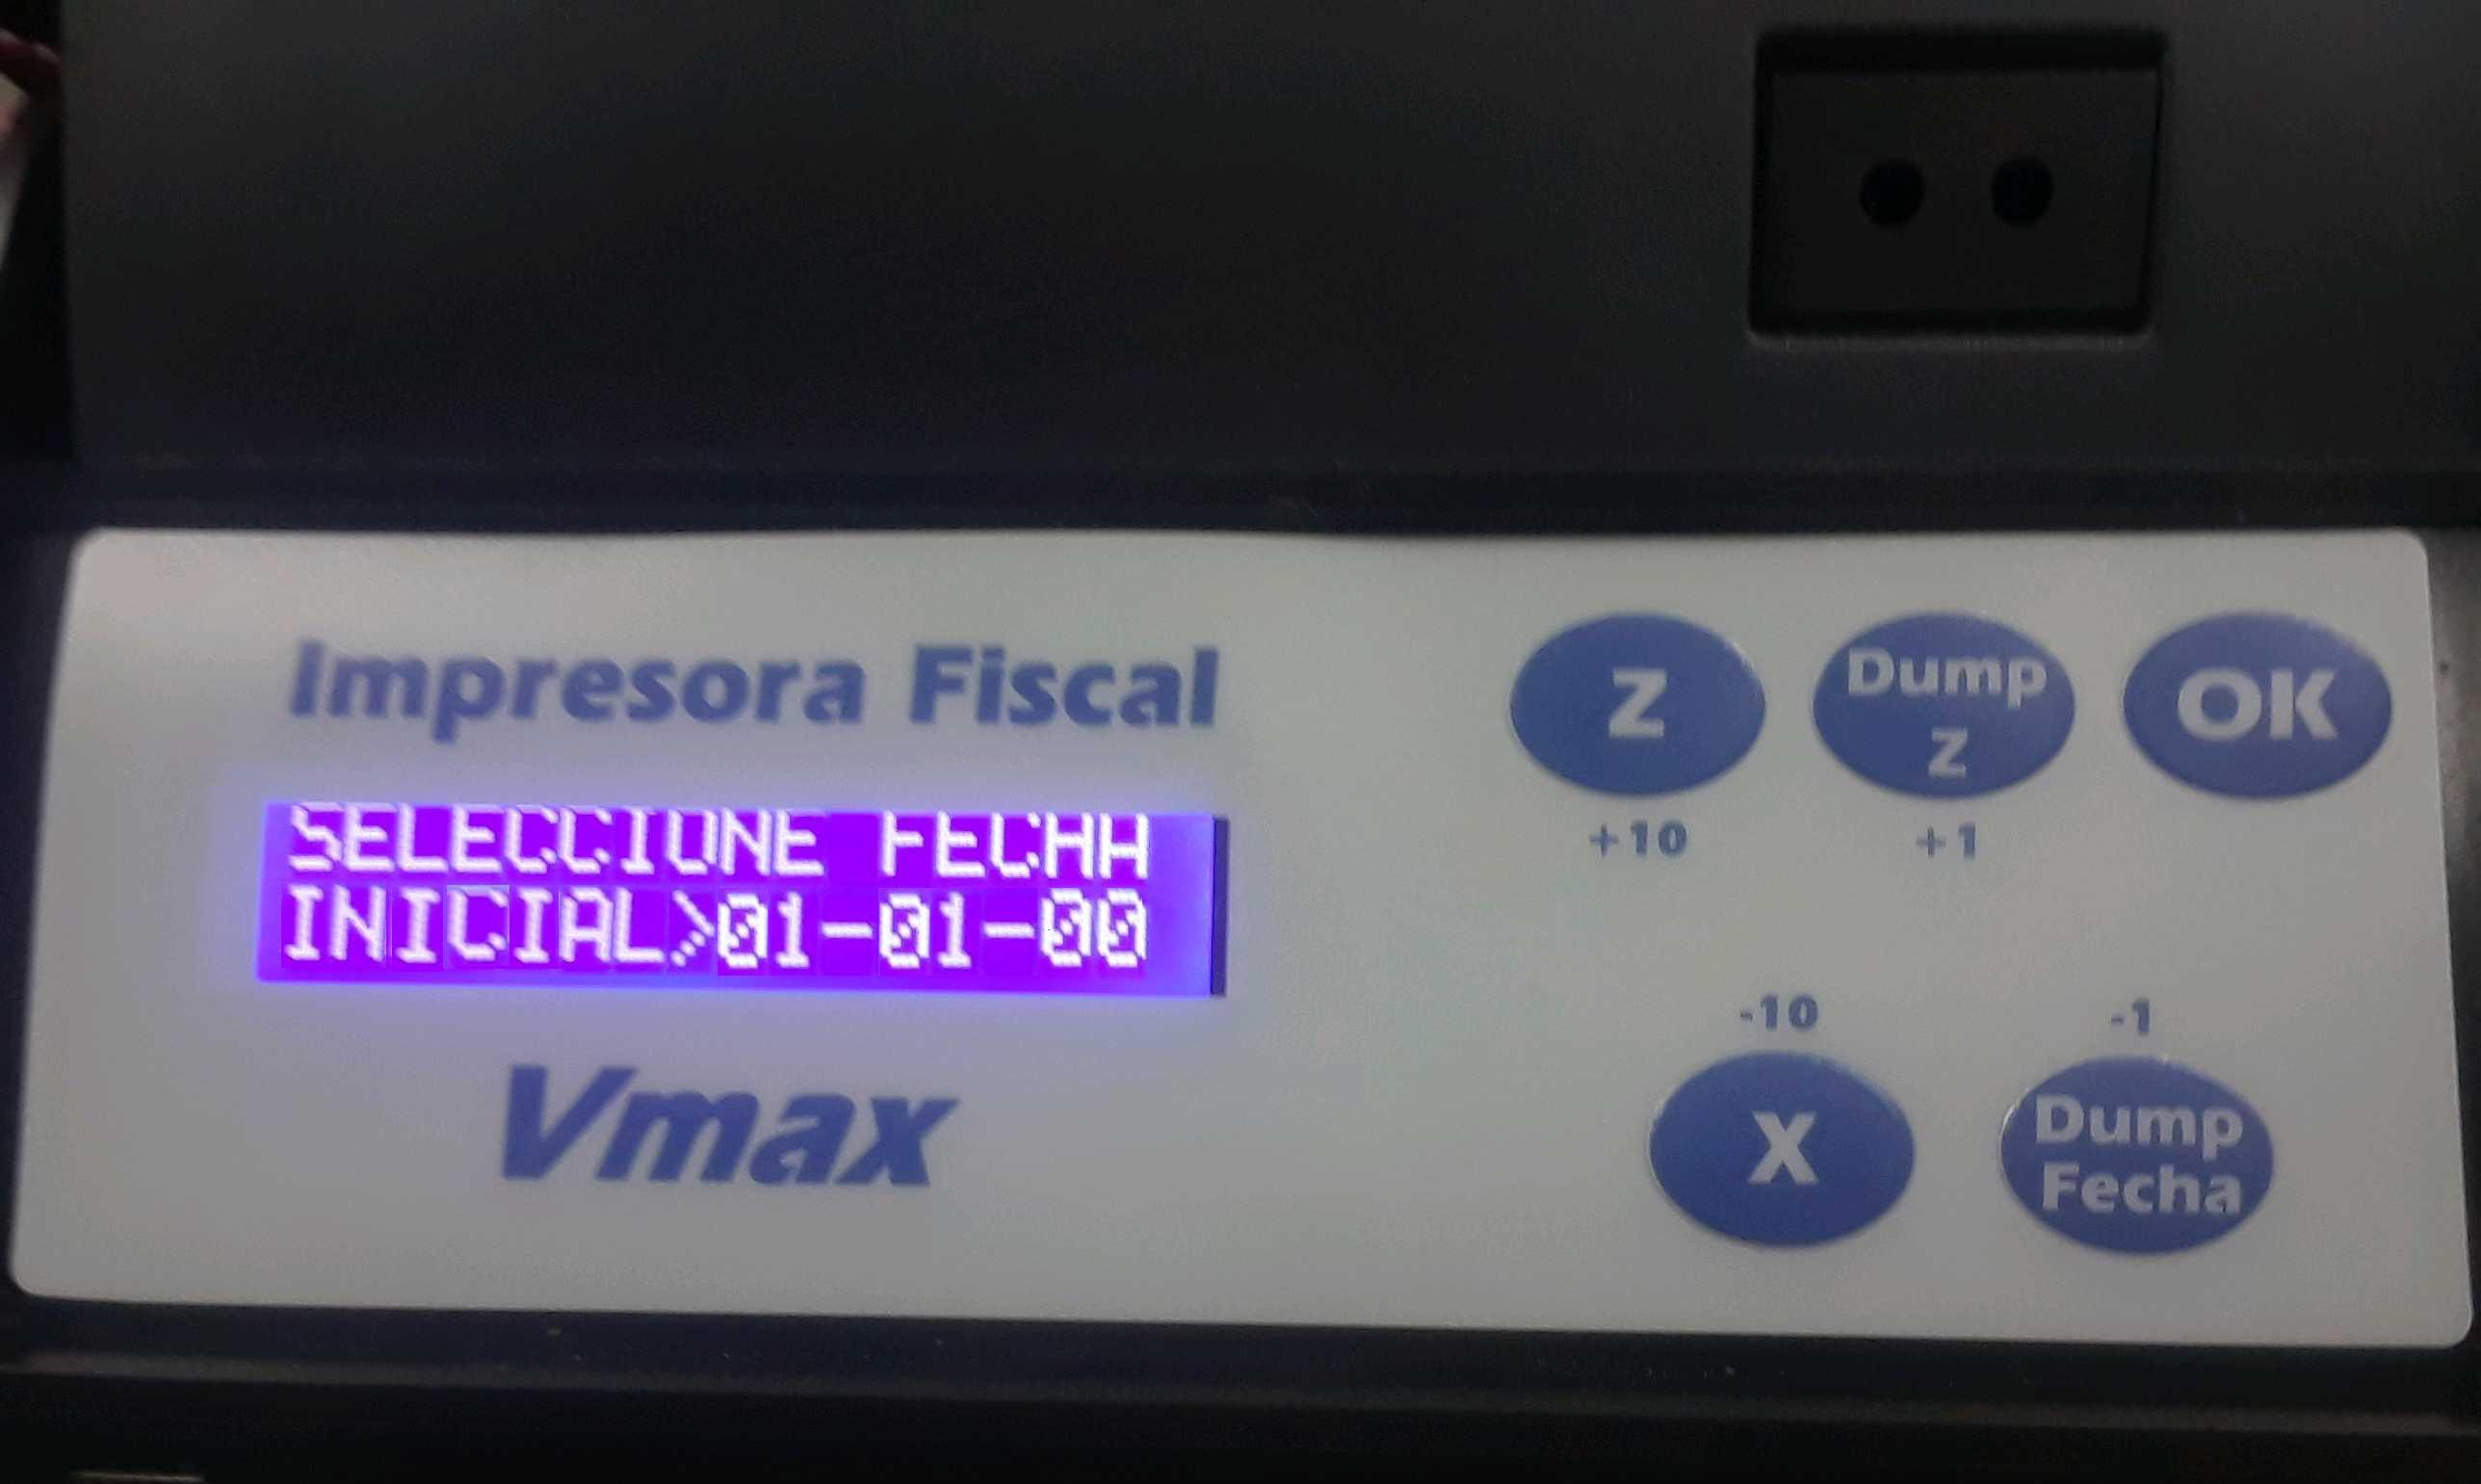 Impresora Fiscal
SELECCIONE FECHA
INICIAL>01-01-00
Vmax
Z
+10
Dump
Z
+1
OK
-10
X
-1
Dump
Fecha